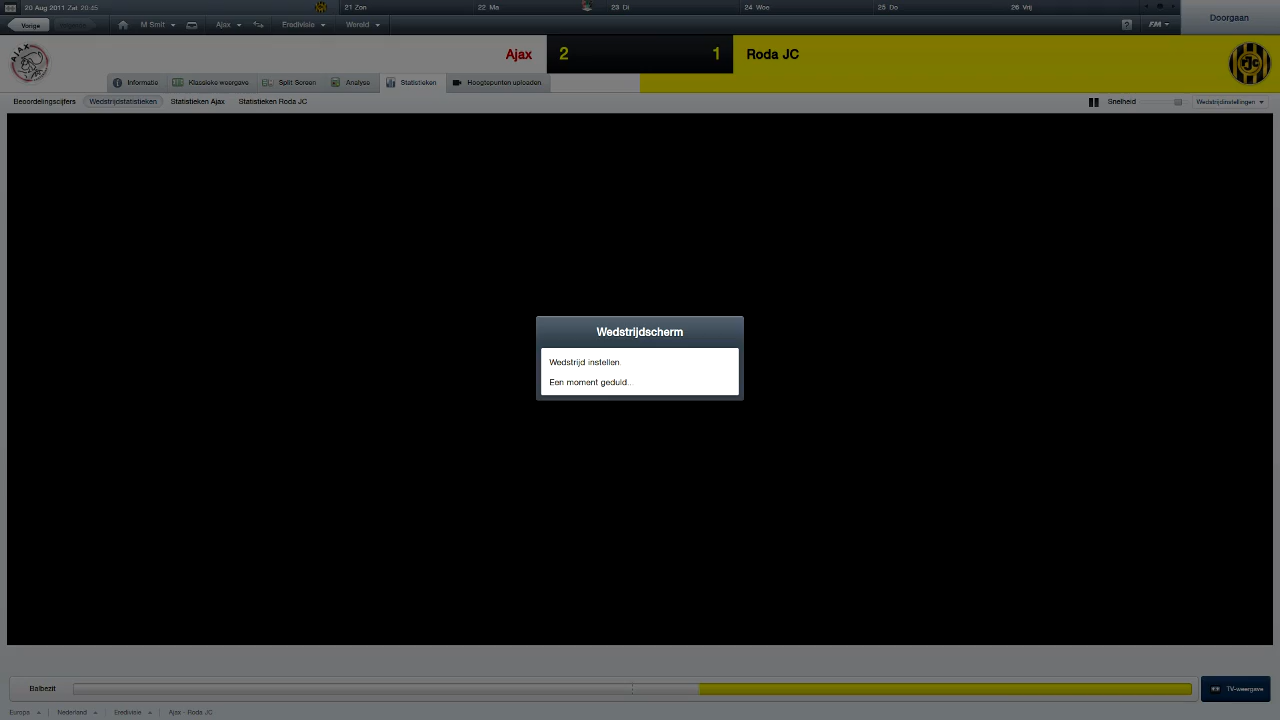 20 Aug 2011 Zat 20:45
21 Zon
22 Ma
23 Di
24 Woe
25 Do
26 Vrij
Doorgaan
Vorige
M Smit
Ajax
Eredivisie
Wereld
FM
AJAX
Ajax
2
1
Roda JC
RJC
Informatie
Klassieke weergave
Split Screen
Analyse
Statistieken
Hoogtepunten uploaden
Beoordelingscijfers
Wedstrijdstatistieken
Statistieken Ajax
Statistieken Roda JC
Snelheid
Wedstrijdinstellingen
Wedstrijdscherm
Wedstrijd instellen.
Een moment geduld...
Balbezit
TV-weergave
Europa
Nederland
Eredivisie
Ajax - Roda JC